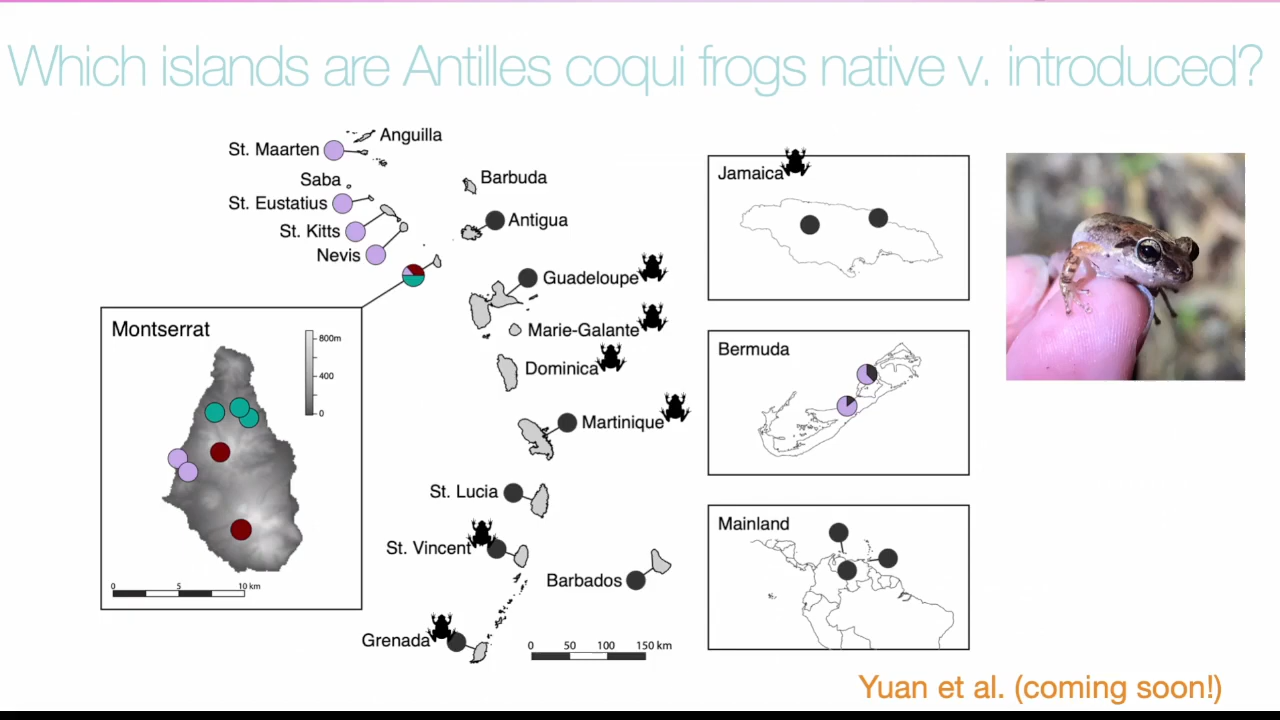 Which islands are Antilles coqui frogs native v. introduced?
Anguilla
St. Maarten
Saba
Barbuda
St. Eustatius
Antigua
St. Kitts
Nevis
Guadeloupe
Marie-Galante
Dominica
Martinique
St. Lucia
St. Vincent
Barbados
Grenada
0 50 100 150 km
Montserrat
800m
400
0
0 5 10 km
Jamaica
Bermuda
Mainland
Yuan et al. (coming soon!)